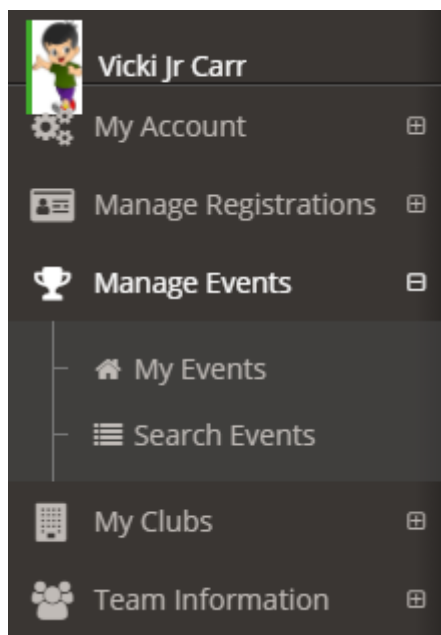 Vicki Jr Carr
My Account
Manage Registrations
Manage Events
My Events
Search Events
My Clubs
Team Information